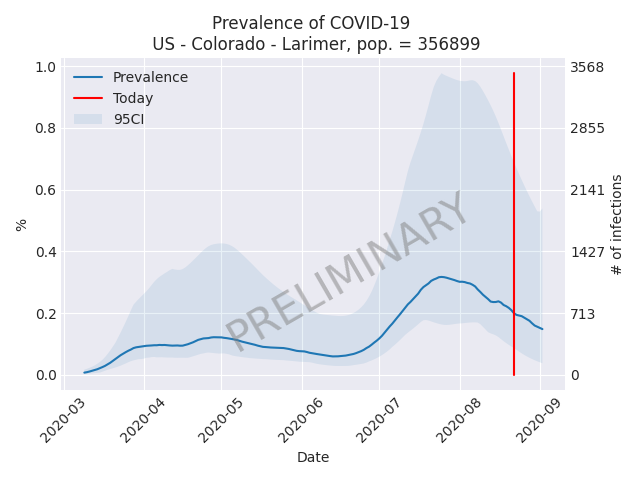 Prevalence of COVID-19
US - Colorado - Larimer, pop. = 356899
Prevalence
Today
95CI
PRELIMINARY
%
1.0
0.8
0.6
0.4
0.2
0.0
3568
2855
2141
1427
713
0
# of infections
2020-03
2020-04
2020-05
2020-06
2020-07
2020-08
2020-09
Date